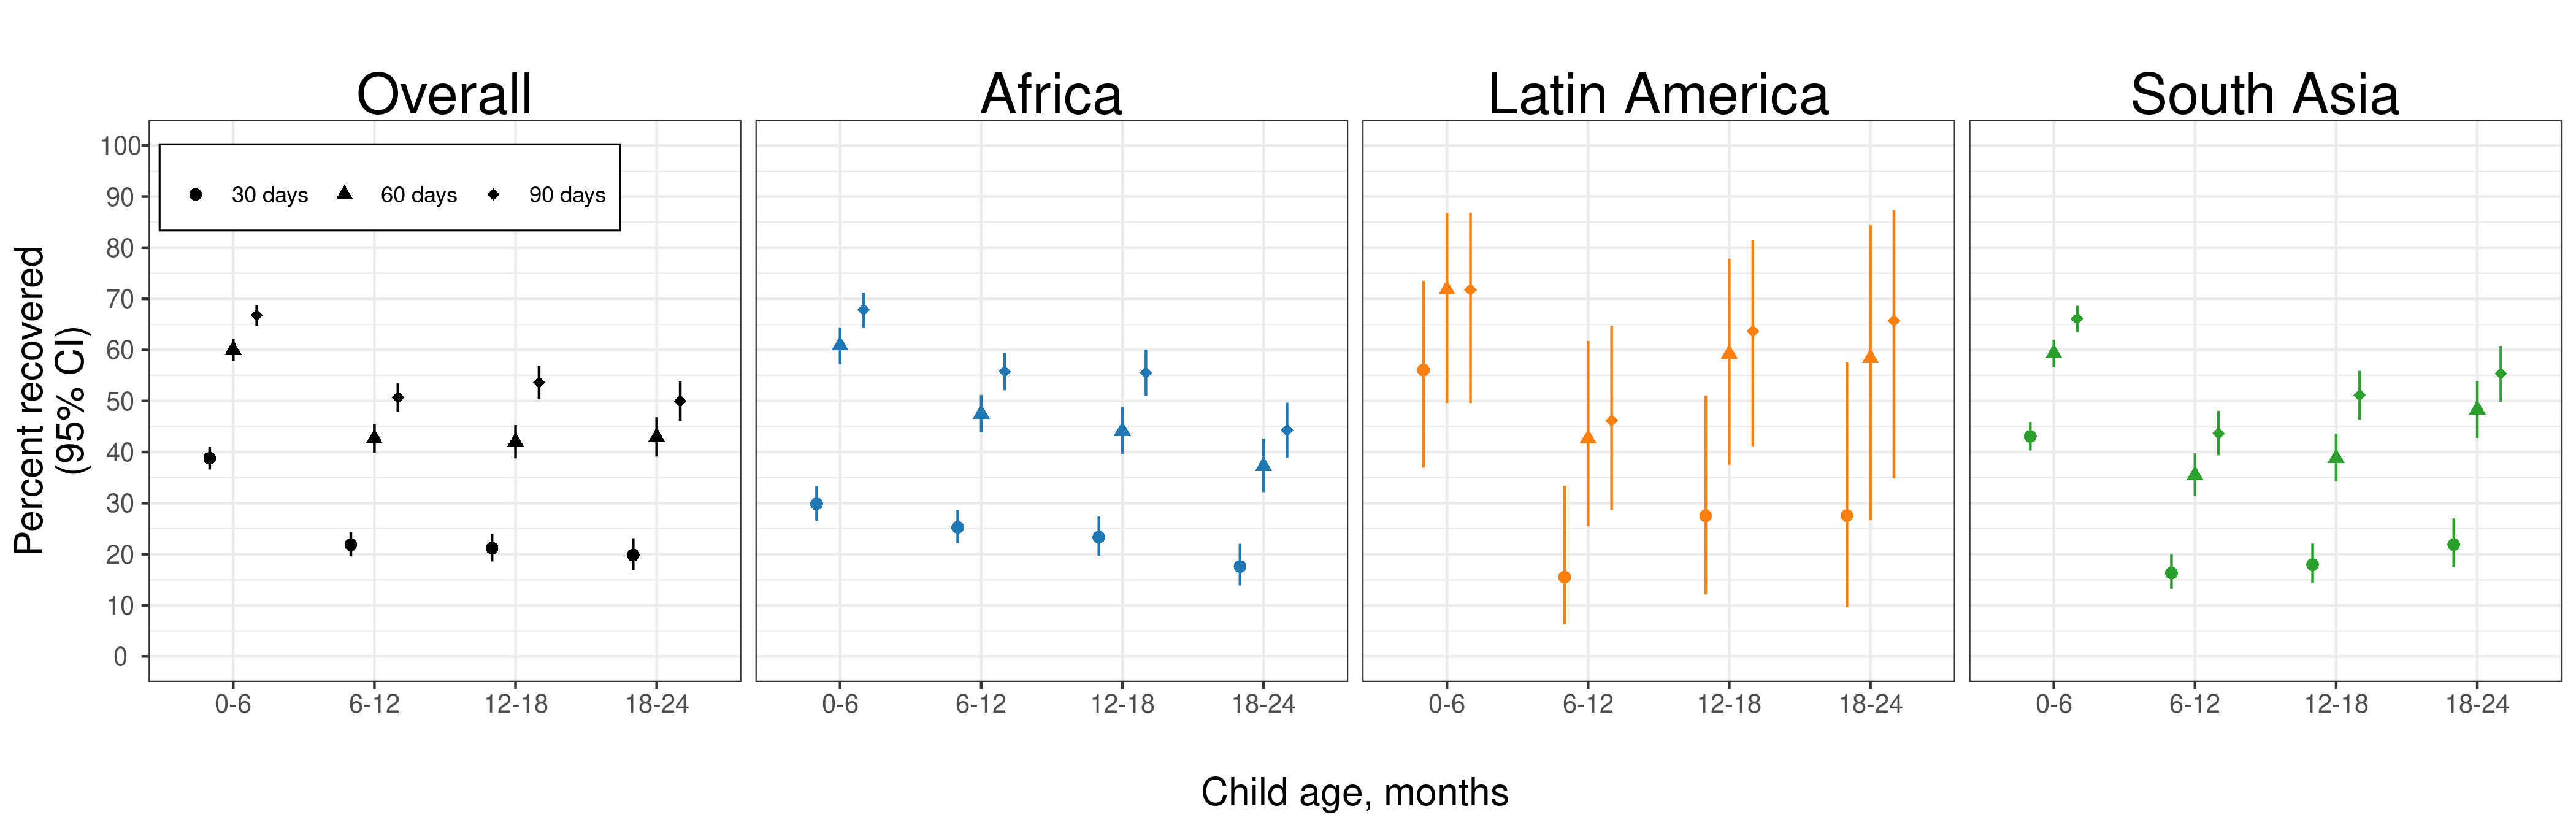 Overall
Africa
Latin America
South Asia
Percent recovered
(95% CI)
100
90
80
70
60
50
40
30
20
10
0
30 days
60 days
90 days
0-6
6-12
12-18
18-24
0-6
6-12
12-18
18-24
0-6
6-12
12-18
18-24
0-6
6-12
12-18
18-24
Child age, months